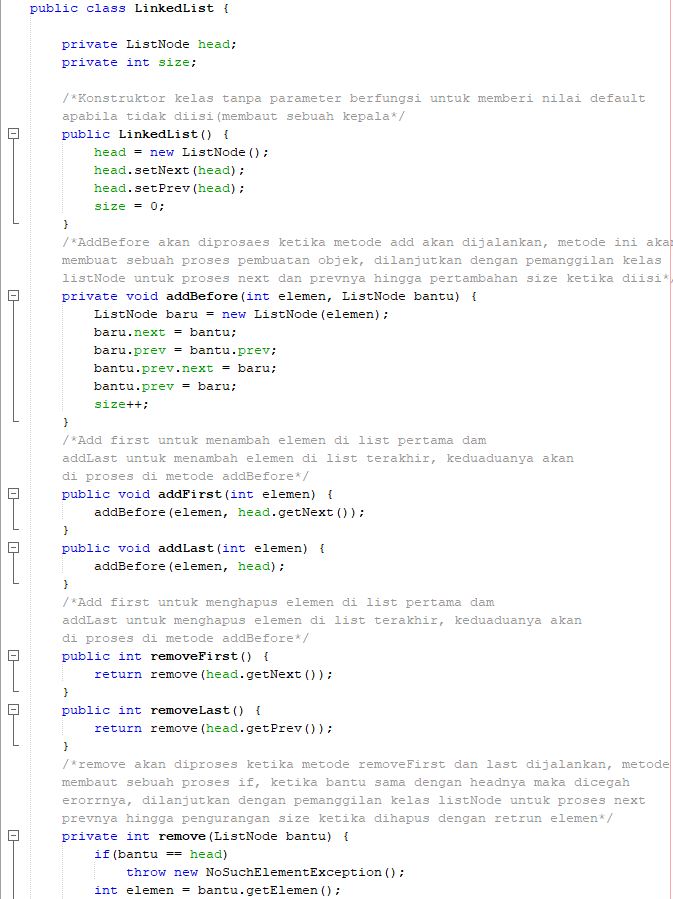 public class LinkedList {
private ListNode head;
private int size;
/*Konstruktor kelas tanpa parameter berfungsi untuk memberi nilai default
apabila tidak diisi(membaut sebuah kepala*/
public LinkedList() {
head = new ListNode();
head.setNext(head);
head.setPrev(head);
size = 0;
}
/*AddBefore akan diprosaes ketika metode add akan dijalankan, metode ini akan
membuat sebuah proses pembuatan objek, dilanjutkan dengan pemanggilan kelas
listNode untuk proses next dan prevnya hingga pertambahan size ketika diisi*/
private void addBefore(int elemen, ListNode bantu) {
ListNode baru = new ListNode(elemen);
baru.next = bantu;
baru.prev = bantu.prev;
bantu.prev.next = baru;
bantu.prev = baru;
size++;
}
/*Add first untuk menambah elemen di list pertama dam
addLast untuk menambah elemen di list terakhir, keduaduanya akan
di proses di metode addBefore*/
public void addFirst(int elemen) {
addBefore(elemen, head.getNext());
}
public void addLast(int elemen) {
addBefore(elemen, head);
}
/*Add first untuk menghapus elemen di list pertama dam
addLast untuk menghapus elemen di list terakhir, keduaduanya akan
di proses di metode addBefore*/
public int removeFirst() {
return remove(head.getNext());
}
public int removeLast() {
return remove(head.getPrev());
}
/*remove akan diproses ketika metode removeFirst dan last dijalankan, metode
membaut sebuah proses if, ketika bantu sama dengan headnya maka dicegah
erorrnya, dilanjutkan dengan pemanggilan kelas listNode untuk proses next
prevnya hingga pengurangan size ketika dihapus dengan retrun elemen*/
private int remove(ListNode bantu) {
if(bantu == head)
throw new NoSuchElementException();
int elemen = bantu.getElemen();